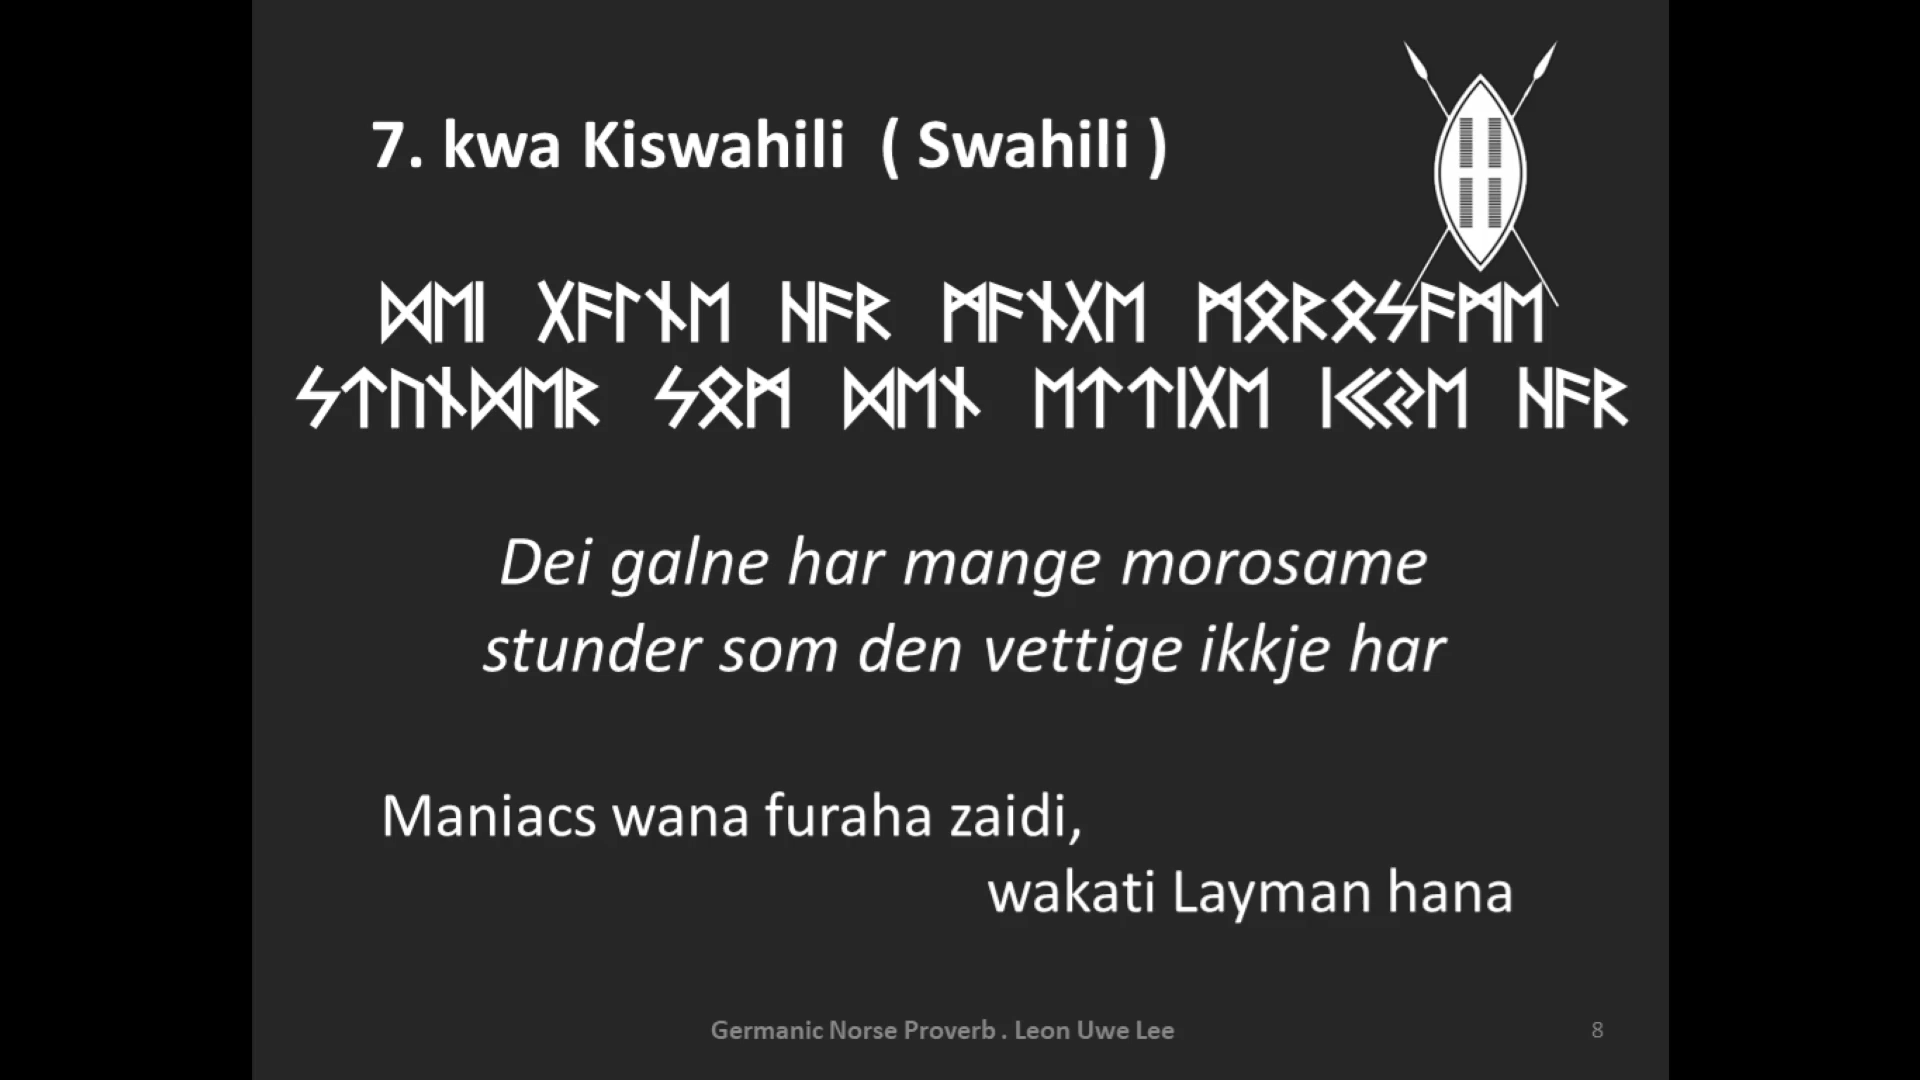 7. kwa Kiswahili ( Swahili )
ᛞᛖᛁ ᚷᚨᛚᚾᛖ ᚺᚨᚱ ᛗᚨᚾᚷᛖ ᛗᛟᚱᛟᛊᚨᛗᛖ
ᛊᛏᚢᚾᛞᛖᚱ ᛊᛟᛗ ᛞᛖᚾ ᛖᛏᛏᛁᚷᛖ ᛁᚲᚲᛃᛖ ᚺᚨᚱ
Dei galne har mange morosame
stunder som den vettige ikkje har
Maniacs wana furaha zaidi,
wakati Layman hana
Germanic Norse Proverb . Leon Uwe Lee
8